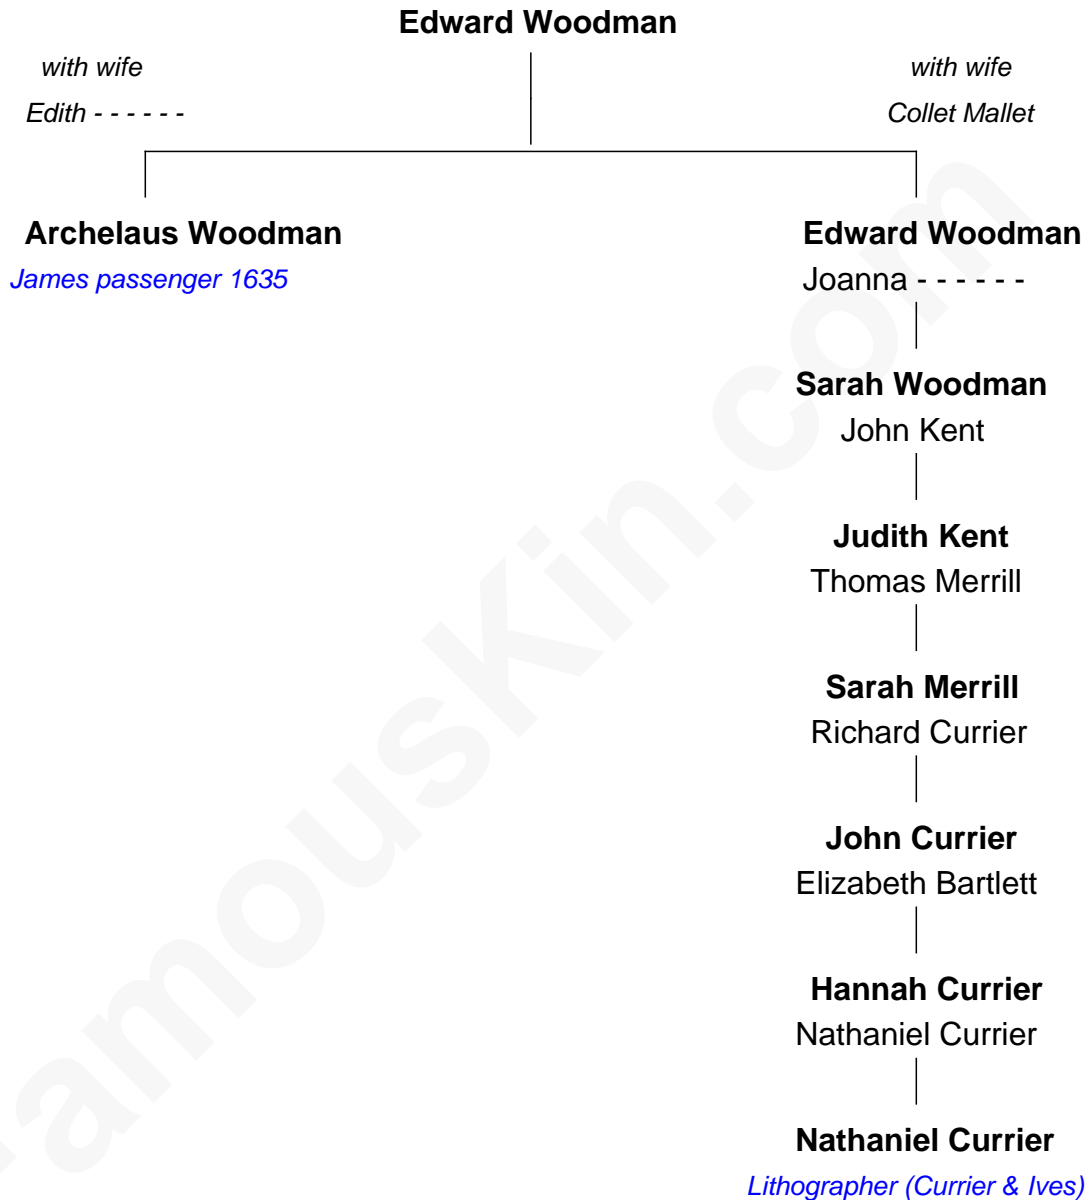 Edward Woodman
with wife
Edith - - - - - -
with wife
Collet Mallet
Archelaus Woodman
James passenger 1635
Edward Woodman
Joanna - - - - - -
Sarah Woodman
John Kent
Judith Kent
Thomas Merrill
Sarah Merrill
Richard Currier
John Currier
Elizabeth Bartlett
Hannah Currier
Nathaniel Currier
Nathaniel Currier
Lithographer (Currier & Ives)
amouskin.com